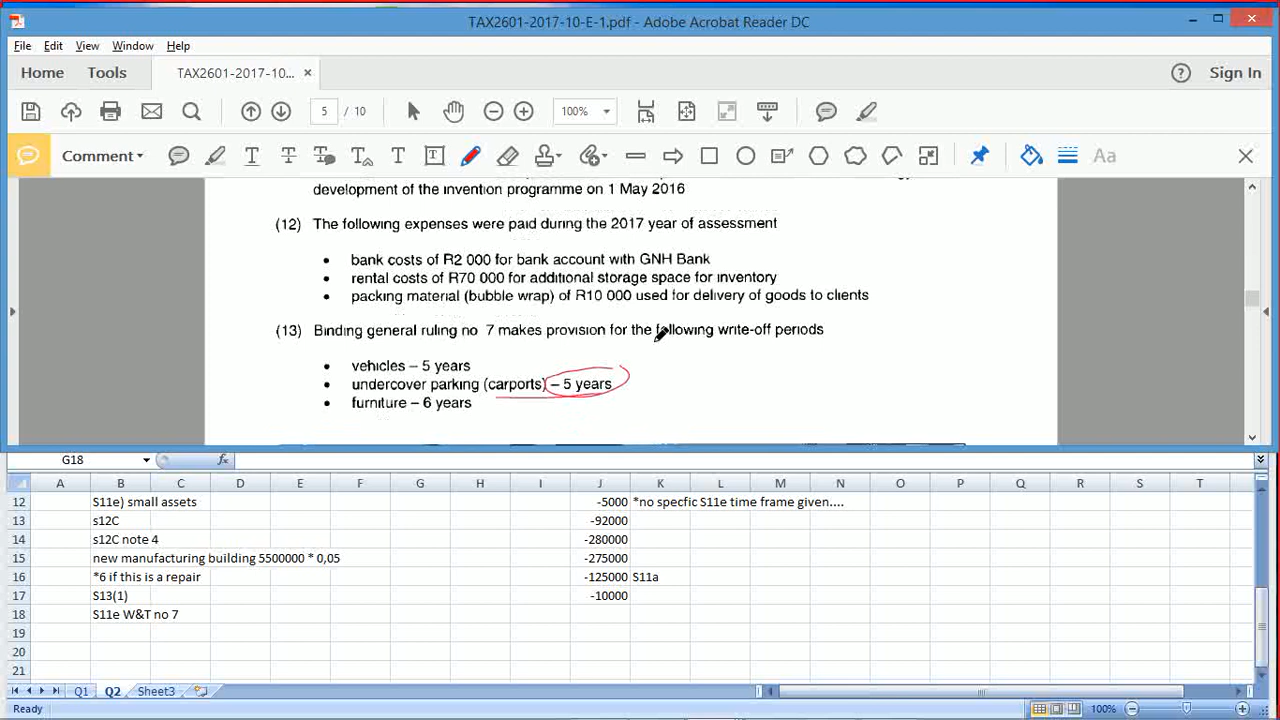 TAX2601-2017-10-E-1.pdf - Adobe Acrobat Reader DC
File Edit View Window Help
Home Tools TAX2601-2017-10... × Sign In
5 / 10 100%
Comment
development of the invention programme on 1 May 2016
(12) The following expenses were paid during the 2017 year of assessment
• bank costs of R2 000 for bank account with GNH Bank
• rental costs of R70 000 for additional storage space for inventory
• packing material (bubble wrap) of R10 000 used for delivery of goods to clients
(13) Binding general ruling no 7 makes provision for the following write-off periods
• vehicles – 5 years
• undercover parking (carports) – 5 years
• furniture – 6 years
G18 fx
A B C D E F G H I J K L M N O P Q R S T
12 S11e) small assets -5000 *no specfic S11e time frame given....
13 s12C -92000
14 s12C note 4 -280000
15 new manufacturing building 5500000 * 0,05 -275000
16 *6 if this is a repair -125000 S11a
17 S13(1) -10000
18 S11e W&T no 7
19
20
21
Q1 Q2 Sheet3
Ready 100%